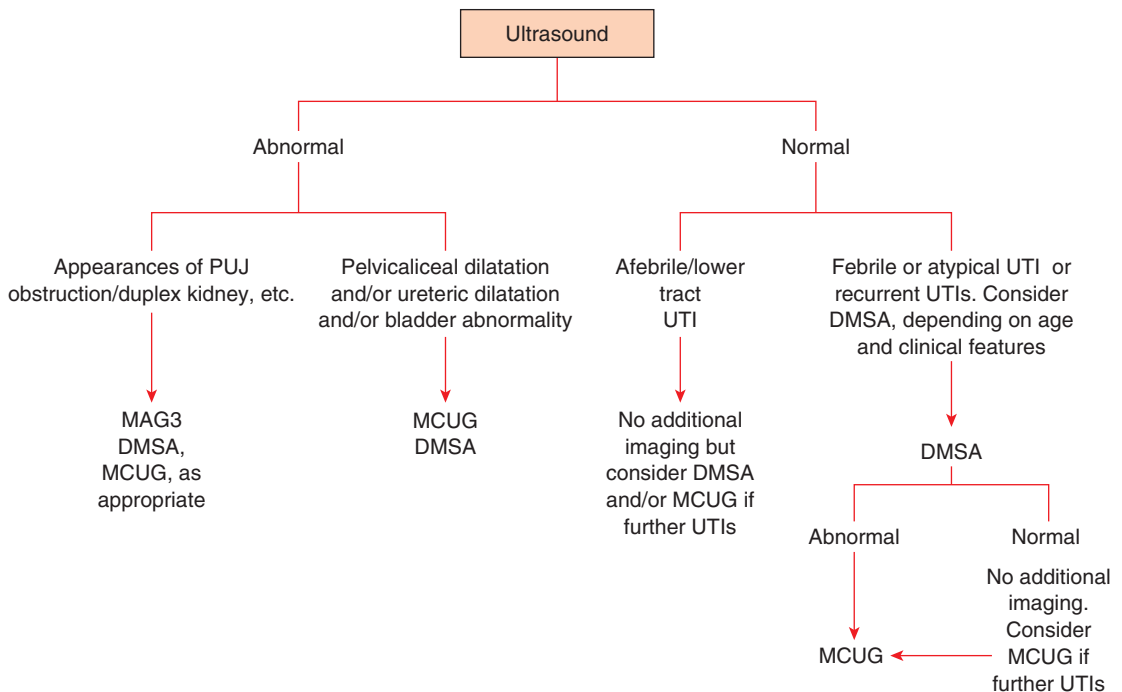 Ultrasound
Abnormal
Normal
Appearances of PUJ
obstruction/duplex kidney, etc.
Pelvicaliceal dilatation
and/or ureteric dilatation
and/or bladder abnormality
Afebrile/lower
tract
UTI
Febrile or atypical UTI or
recurrent UTIs. Consider
DMSA, depending on age
and clinical features
MAG3
DMSA,
MCUG, as
appropriate
MCUG
DMSA
No additional
imaging but
consider DMSA
and/or MCUG if
further UTIs
DMSA
Abnormal
Normal
MCUG
No additional
imaging.
Consider
MCUG if
further UTIs